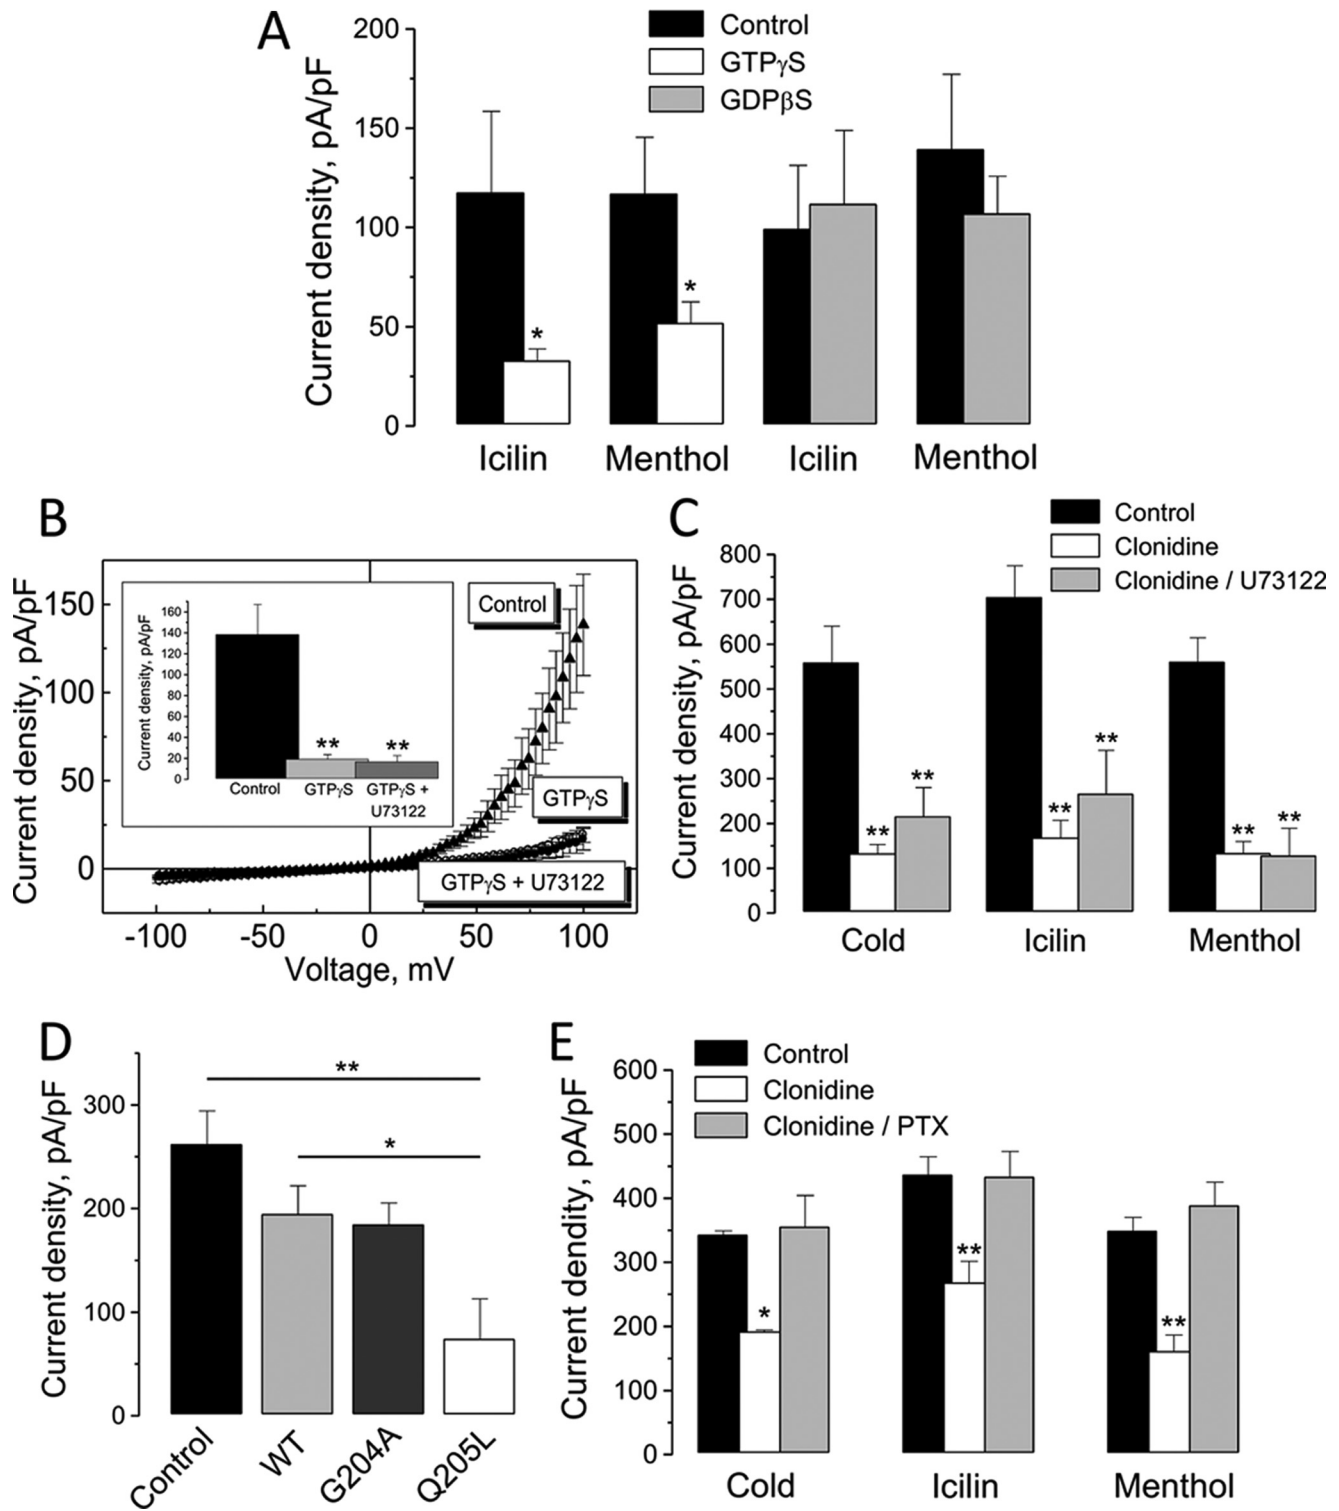 A
Control
GTPγS
GDPβS
Current density, pA/pF
200
150
100
50
0
*
*
Icilin
Menthol
Icilin
Menthol
B
Current density, pA/pF
150
100
50
0
Current density, pA/pF
160
140
120
100
80
60
40
20
0
**
**
Control
GTPγS
GTPγS +
U73122
Control
GTPγS
GTPγS + U73122
-100
-50
0
50
100
Voltage, mV
C
Control
Clonidine
Clonidine / U73122
Current density, pA/pF
800
700
600
500
400
300
200
100
0
**
**
**
**
**
**
Cold
Icilin
Menthol
D
Current density, pA/pF
300
200
100
0
**
*
Control
WT
G204A
Q205L
E
Control
Clonidine
Clonidine / PTX
Current dendity, pA/pF
600
500
400
300
200
100
0
*
**
**
Cold
Icilin
Menthol